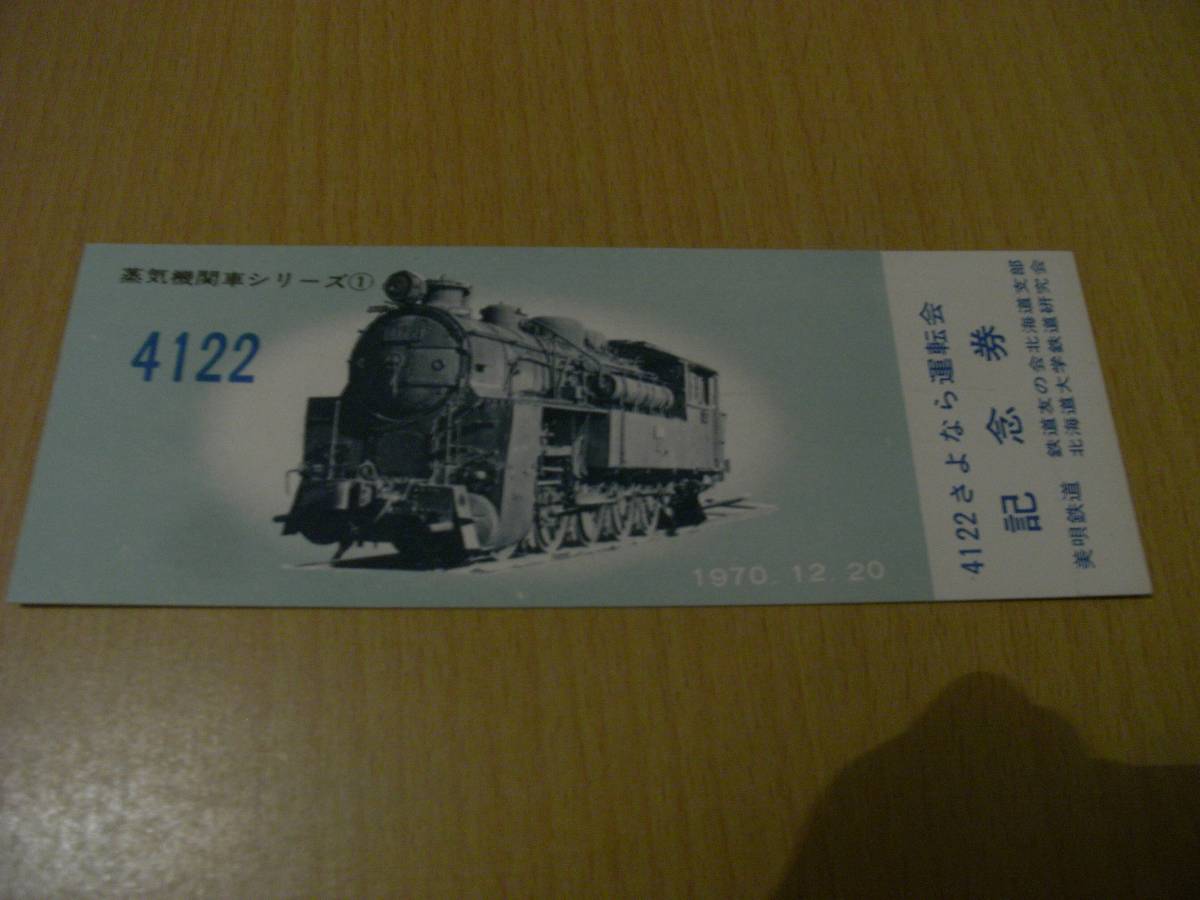 蒸気機関車シリーズ①
4122
1970.12.20
4122さよなら運転会
記念券
鉄道友の会北海道支部
美唄鉄道 北海道大学鉄道研究会